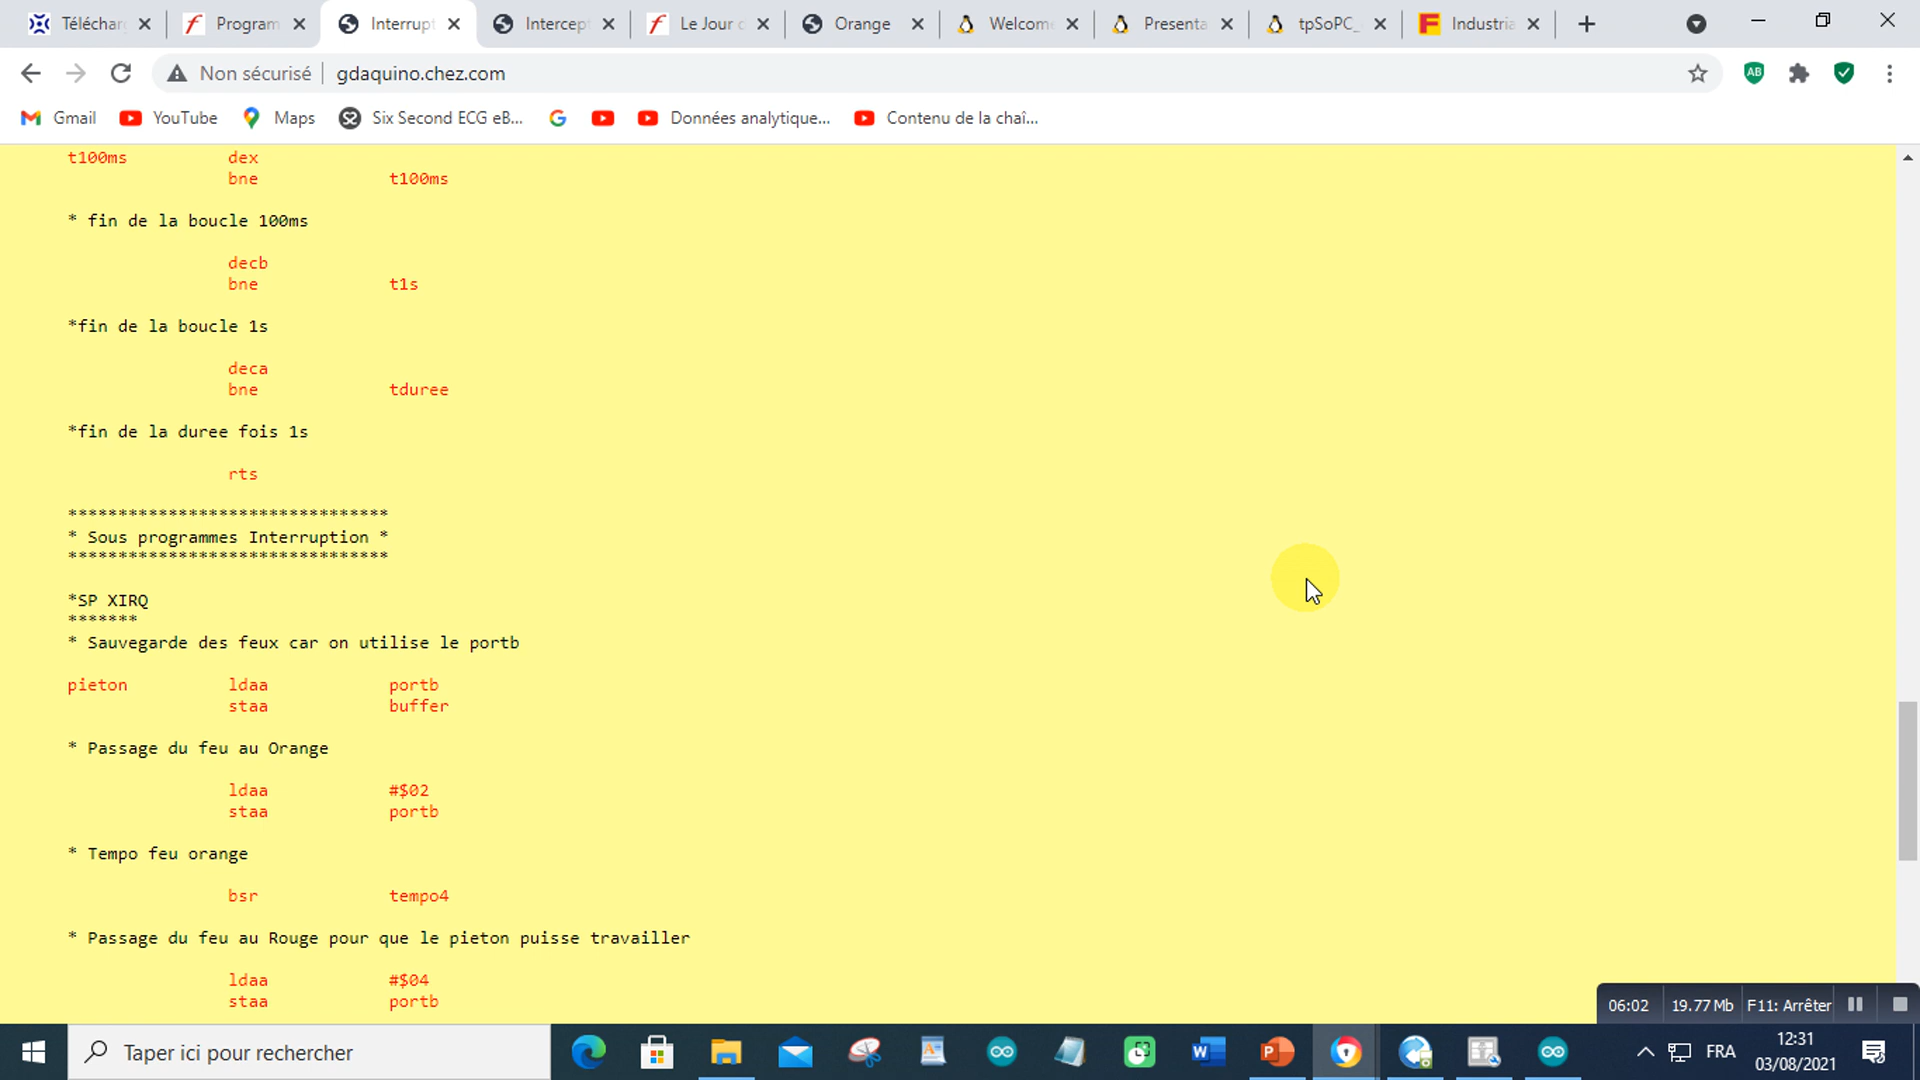 Téléchar
Program
Interrupt
Intercept
Le Jour
Orange
Welcome
Presenta
tpSoPC_
Industria
Non sécurisé
gdaquino.chez.com
Gmail
YouTube
Maps
Six Second ECG eB...
Données analytique...
Contenu de la chaî...
t100ms dex
bne t100ms
* fin de la boucle 100ms
decb
bne t1s
*fin de la boucle 1s
deca
bne tduree
*fin de la duree fois 1s
rts
********************************
* Sous programmes Interruption *
********************************
*SP XIRQ
*******
* Sauvegarde des feux car on utilise le portb
pieton ldaa portb
staa buffer
* Passage du feu au Orange
ldaa #$02
staa portb
* Tempo feu orange
bsr tempo4
* Passage du feu au Rouge pour que le pieton puisse travailler
ldaa #$04
staa portb
06:02 19.77 Mb F11: Arrêter
Taper ici pour rechercher
FRA
12:31
03/08/2021